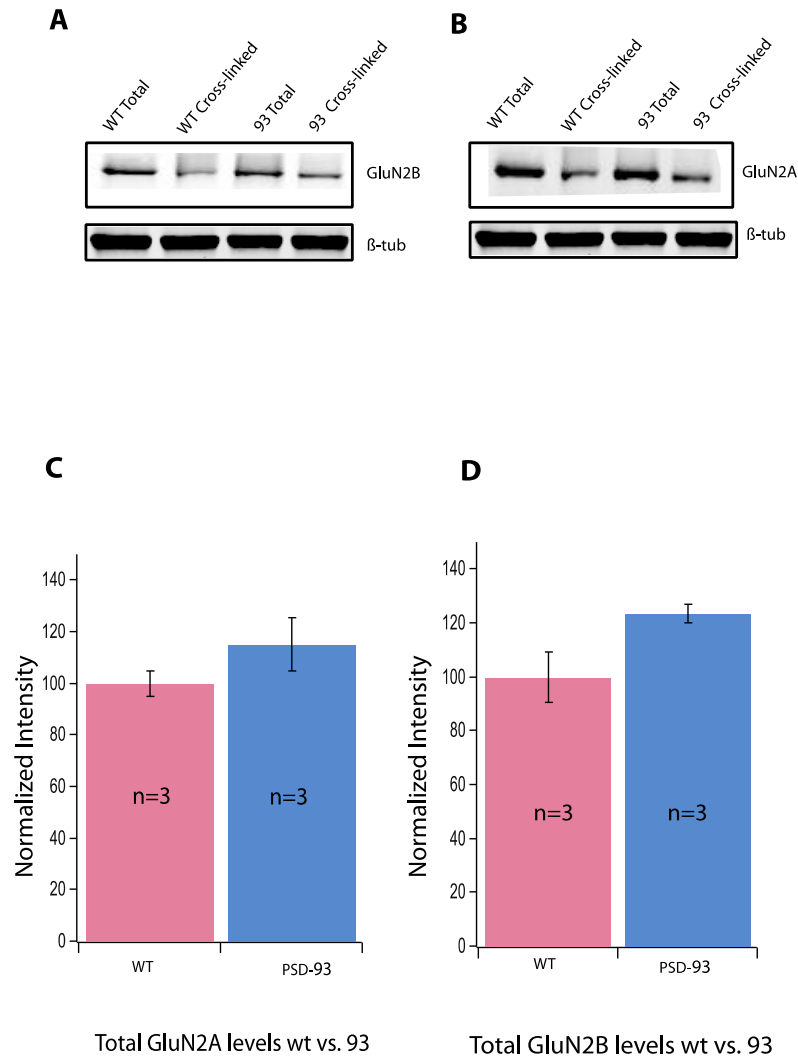 A
WT Total
WT Cross-linked
93 Total
93 Cross-linked
GluN2B
ß-tub
B
WT Total
WT Cross-linked
93 Total
93 Cross-linked
GluN2A
ß-tub
C
Normalized Intensity
140
120
100
80
60
40
20
0
n=3
n=3
WT
PSD-93
Total GluN2A levels wt vs. 93
D
Normalized Intensity
140
120
100
80
60
40
20
0
n=3
n=3
WT
PSD-93
Total GluN2B levels wt vs. 93